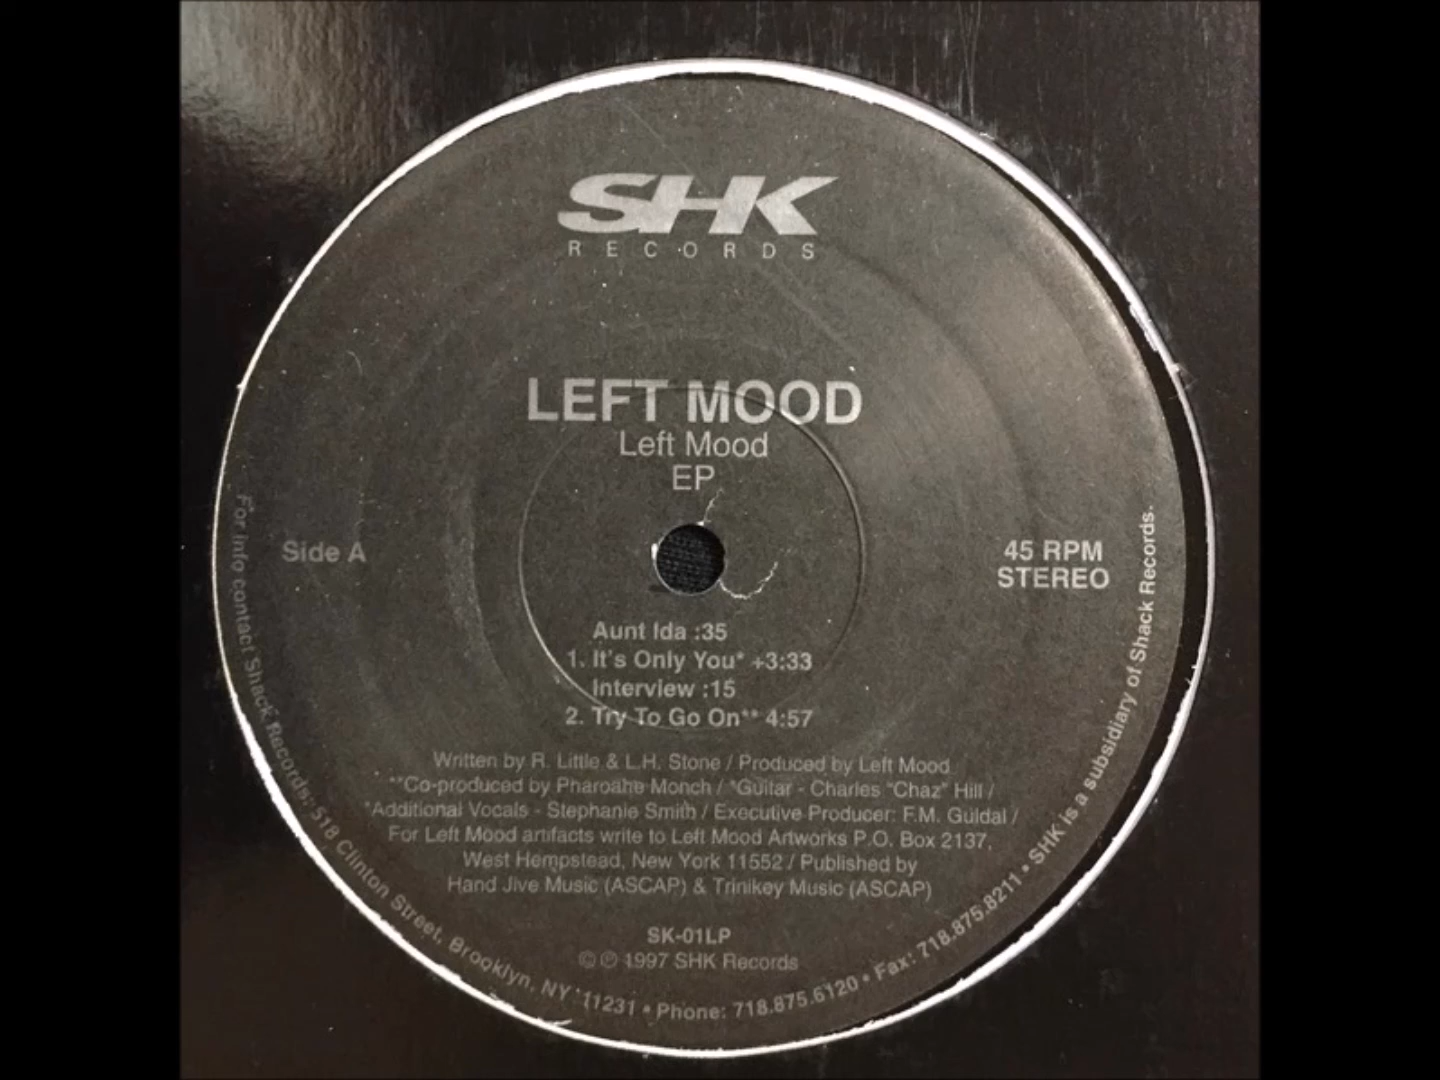 SHK
RECORDS
LEFT MOOD
Left Mood
EP
Side A
45 RPM
STEREO
Aunt Ida :35
1. It's Only You* +3:33
Interview :15
2. Try To Go On** 4:57
Written by R. Little & L.H. Stone / Produced by Left Mood
**Co-produced by Pharoahe Monch / *Guitar - Charles "Chaz" Hill /
*Additional Vocals - Stephanie Smith / Executive Producer: F.M. Guidal /
For Left Mood artifacts write to Left Mood Artworks P.O. Box 2137,
West Hempstead, New York 11552 / Published by
Hand Jive Music (ASCAP) & Trinikey Music (ASCAP)
SK-01LP
©℗ 1997 SHK Records
For info contact Shack Records: 518 Clinton Street, Brooklyn, NY 11231 • Phone: 718.875.6120 • Fax: 718.875.8211 • SHK is a subsidiary of Shack Records.